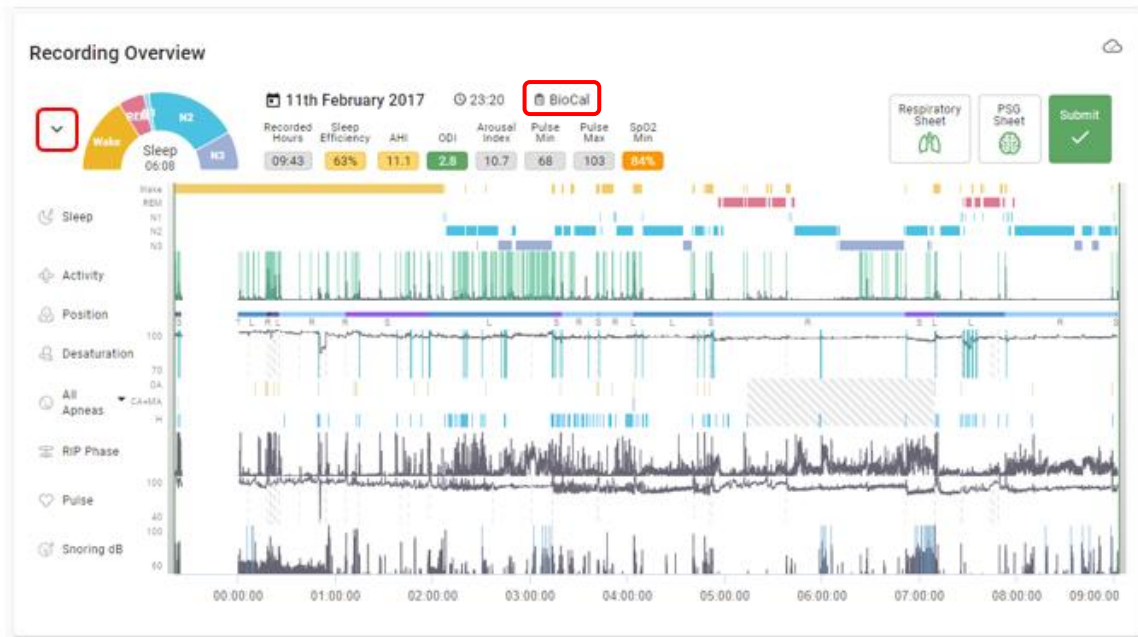 Recording Overview
11th February 2017 23:20 BioCal
Recorded Hours Sleep Efficiency AHI ODI Arousal Index Pulse Min Pulse Max SpO2 Min
09:43 63% 11.1 2.8 10.7 68 103 84%
Respiratory Sheet
PSG Sheet
Submit
Wake
N2
N3
Sleep
06:08
Sleep
Wake
REM
N1
N2
N3
Activity
Position
T L R L R R S L S R S R L L S R S L L R S
Desaturation
100
70
All Apneas
OA
CA+MA
H
RIP Phase
Pulse
100
40
Snoring dB
100
60
00:00:00 01:00:00 02:00:00 03:00:00 04:00:00 05:00:00 06:00:00 07:00:00 08:00:00 09:00:00